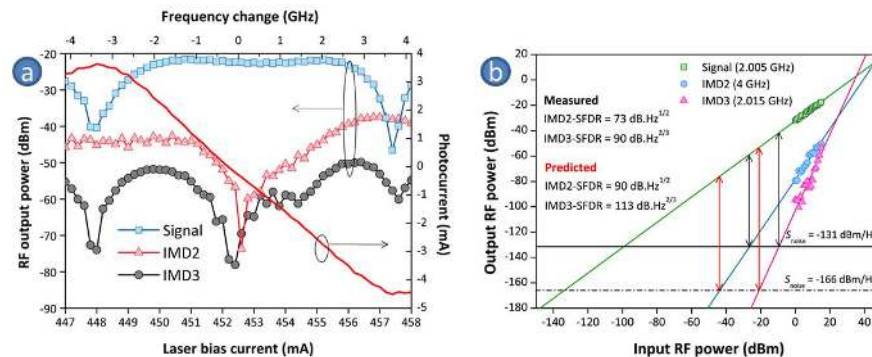 Frequency change (GHz)
-4 -3 -2 -1 0 1 2 3 4
a
RF output power (dBm)
-20
-30
-40
-50
-60
-70
-80
-90
Signal
IMD2
IMD3
4
3
2
1
0
-1
-2
-3
-4
-5
Photocurrent (mA)
447 448 449 450 451 452 453 454 455 456 457 458
Laser bias current (mA)
b
Output RF power (dBm)
20
0
-20
-40
-60
-80
-100
-120
-140
-160
-180
Signal (2.005 GHz)
IMD2 (4 GHz)
IMD3 (2.015 GHz)
Measured
IMD2-SFDR = 73 dB.Hz1/2
IMD3-SFDR = 90 dB.Hz2/3
Predicted
IMD2-SFDR = 90 dB.Hz1/2
IMD3-SFDR = 113 dB.Hz2/3
Snoise = -131 dBm/H
Snoise = -166 dBm/H
-140 -120 -100 -80 -60 -40 -20 0 20 40
Input RF power (dBm)